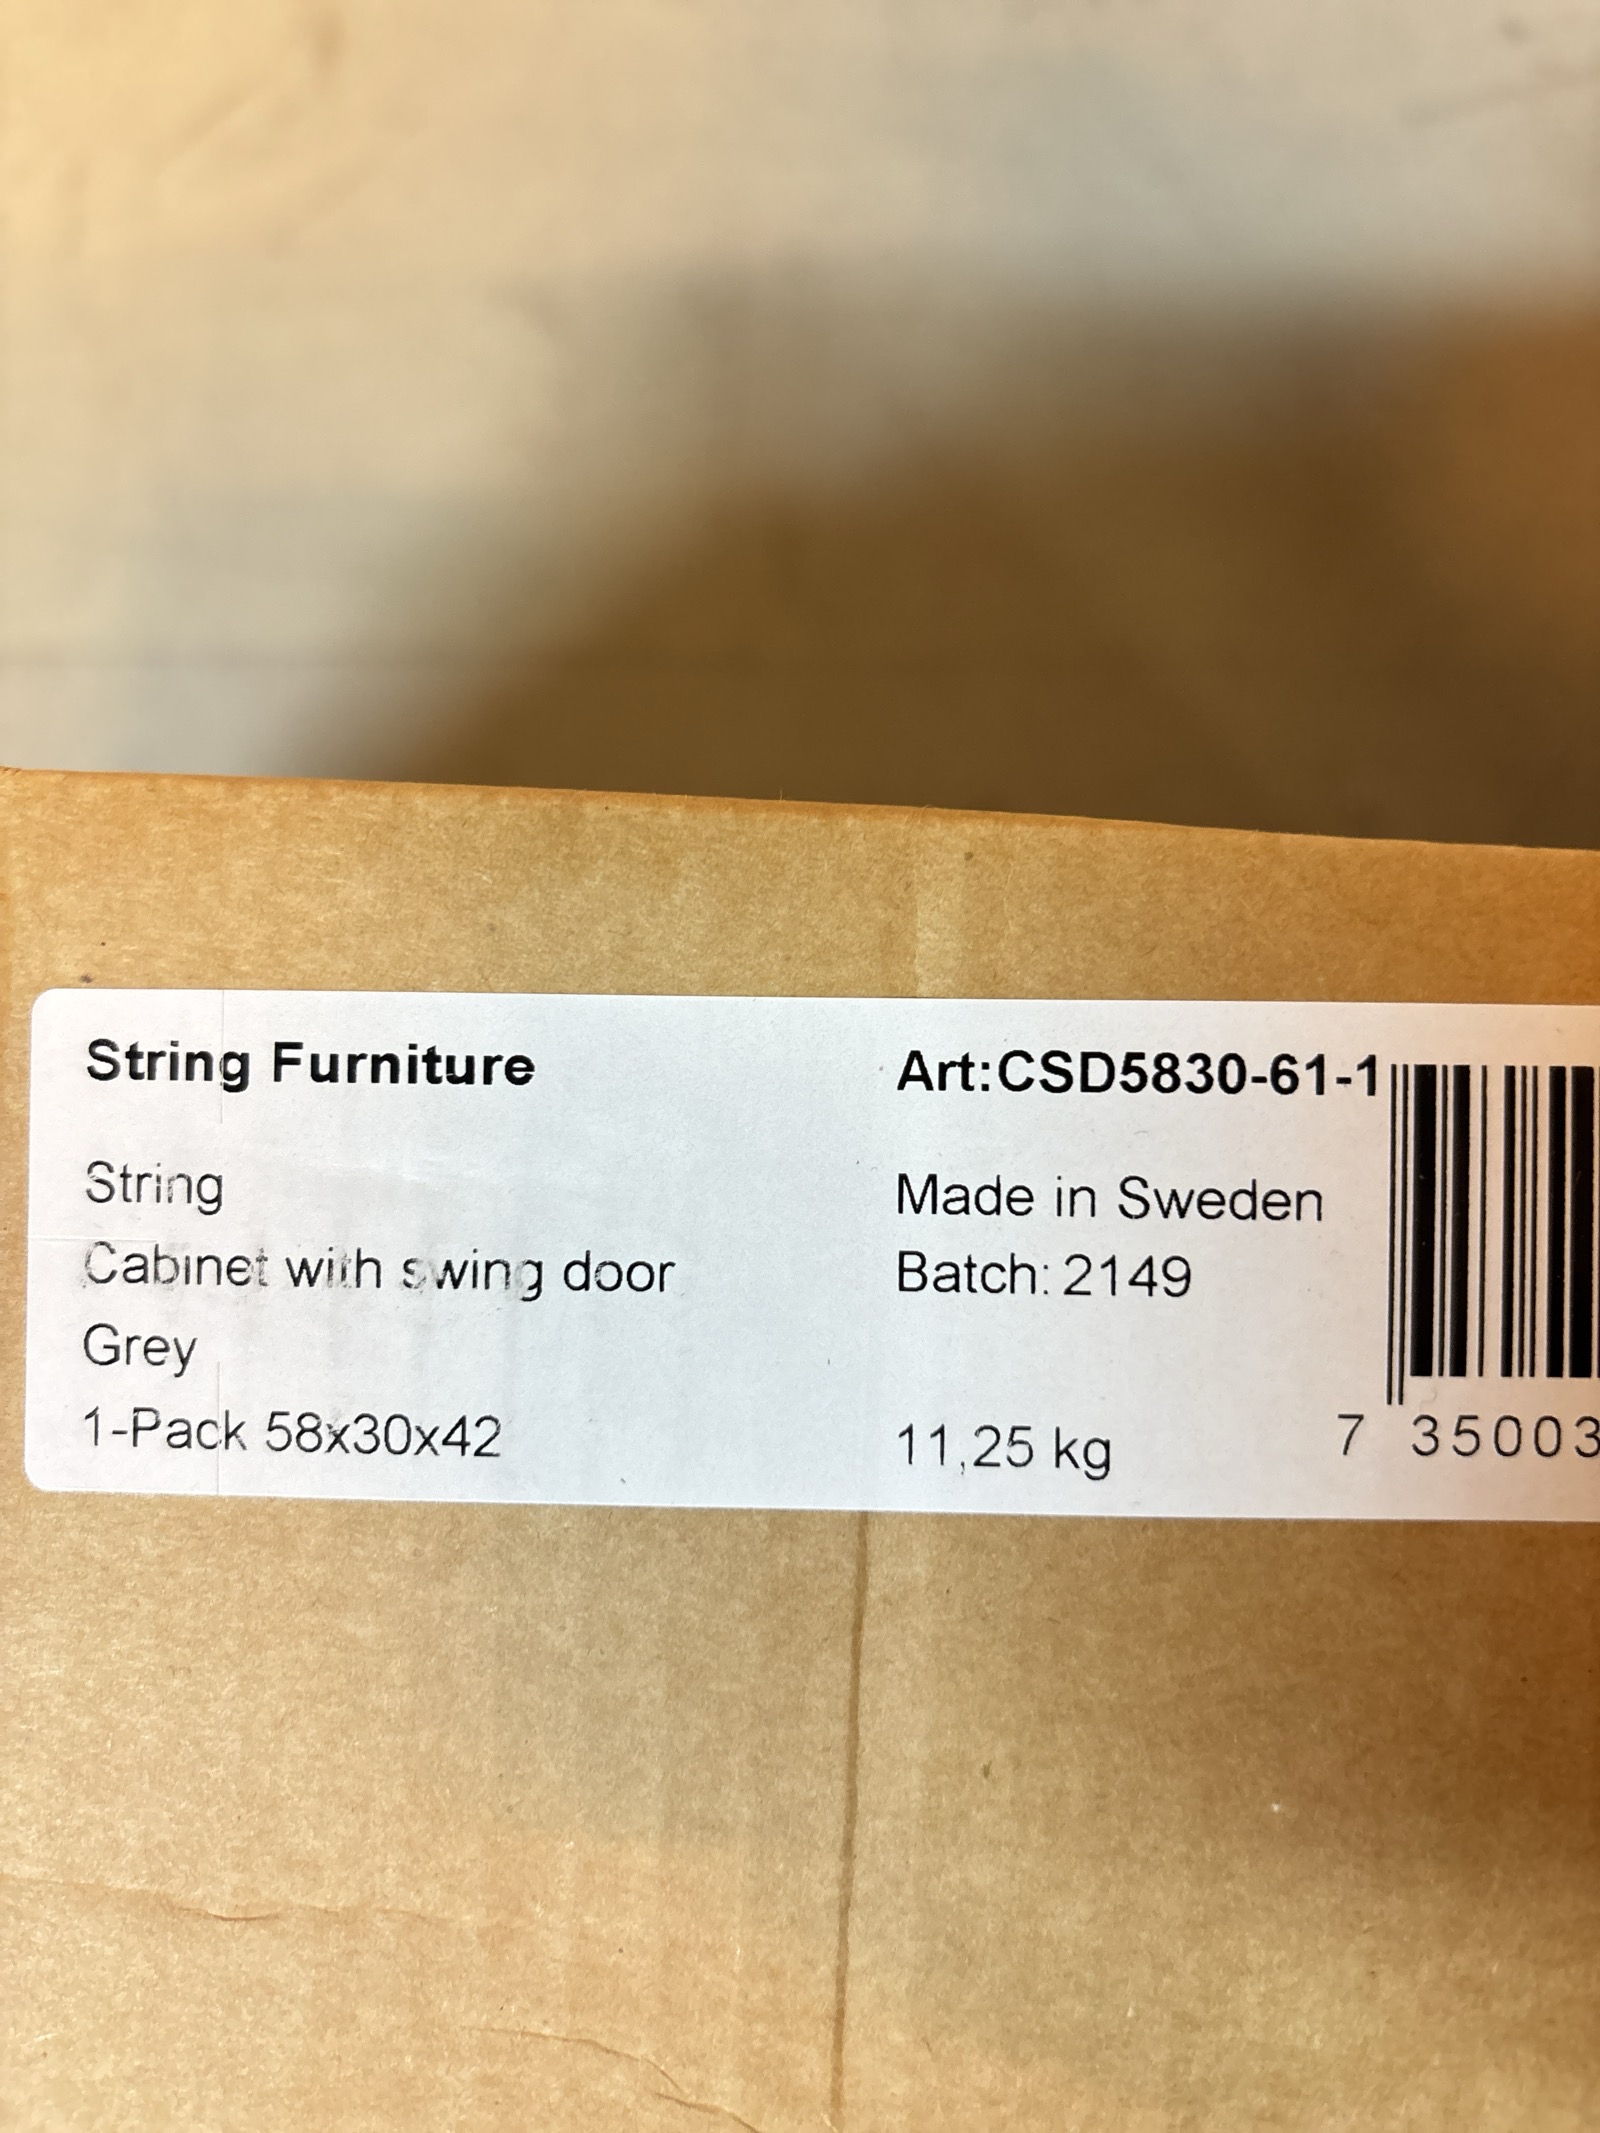 String Furniture
Art:CSD5830-61-1
String
Made in Sweden
Cabinet with swing door
Batch: 2149
Grey
1-Pack 58x30x42
11,25 kg
7 35003